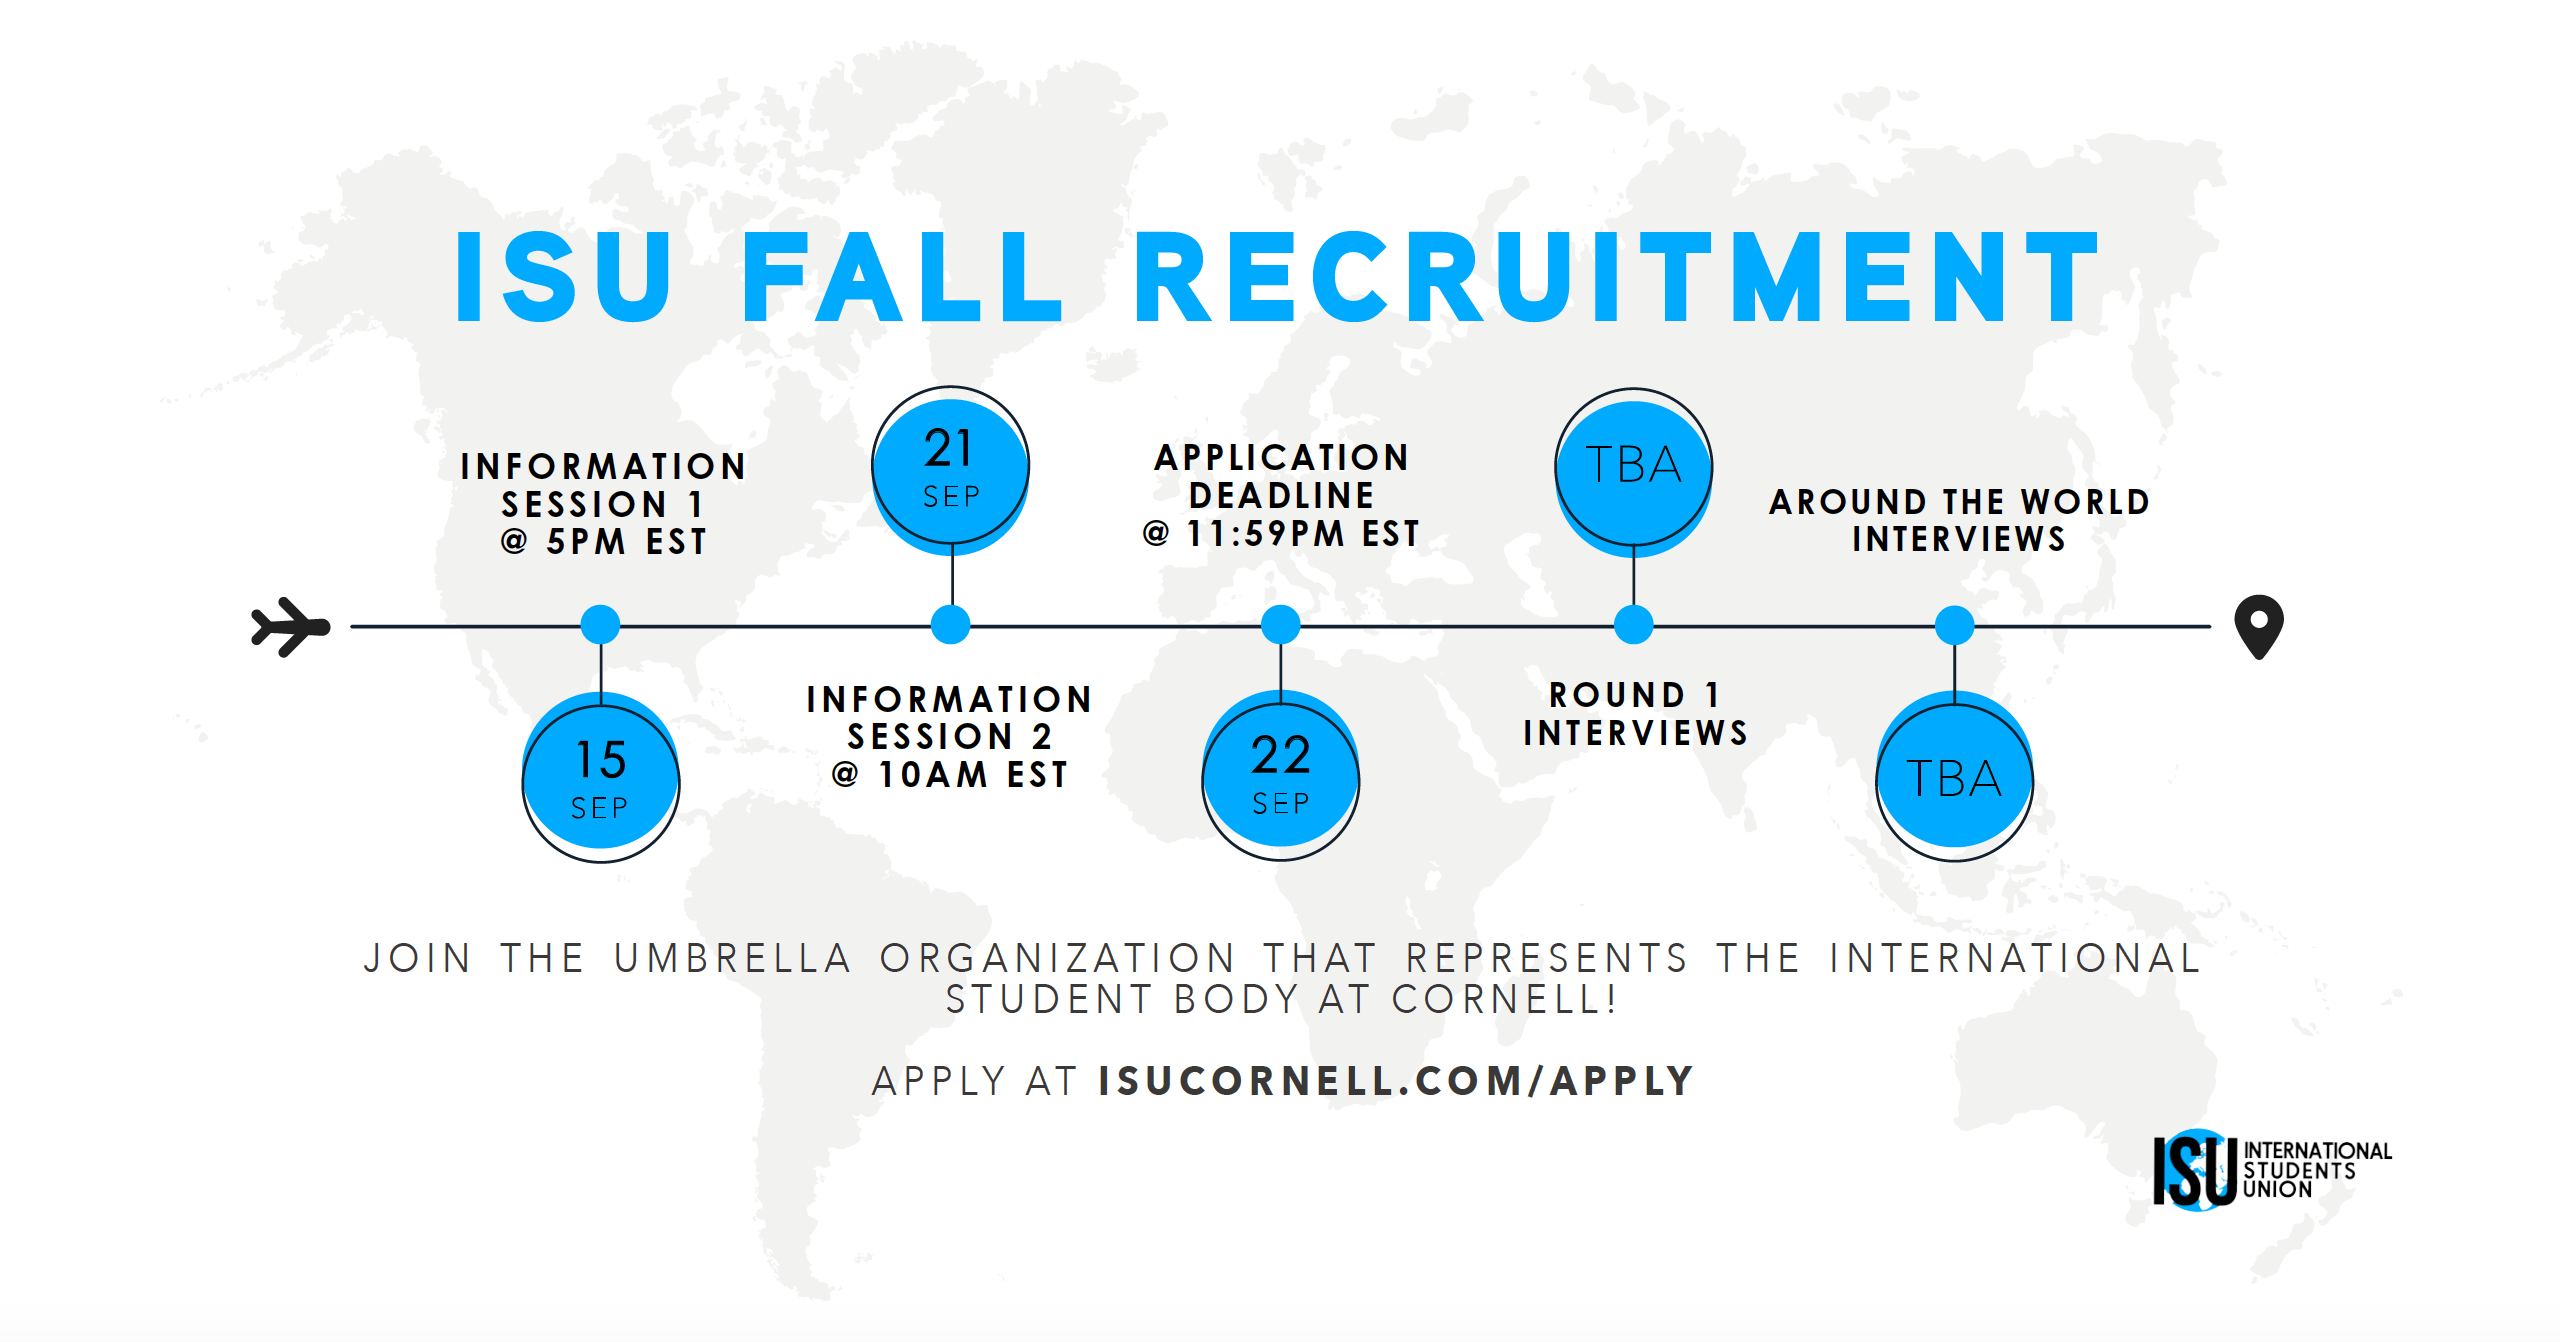 ISU FALL RECRUITMENT
INFORMATION
SESSION 1
@ 5PM EST
15
SEP
21
SEP
INFORMATION
SESSION 2
@ 10AM EST
APPLICATION
DEADLINE
@ 11:59PM EST
22
SEP
TBA
ROUND 1
INTERVIEWS
AROUND THE WORLD
INTERVIEWS
TBA
JOIN THE UMBRELLA ORGANIZATION THAT REPRESENTS THE INTERNATIONAL
STUDENT BODY AT CORNELL!
APPLY AT ISUCORNELL.COM/APPLY
ISU
INTERNATIONAL
STUDENTS
UNION